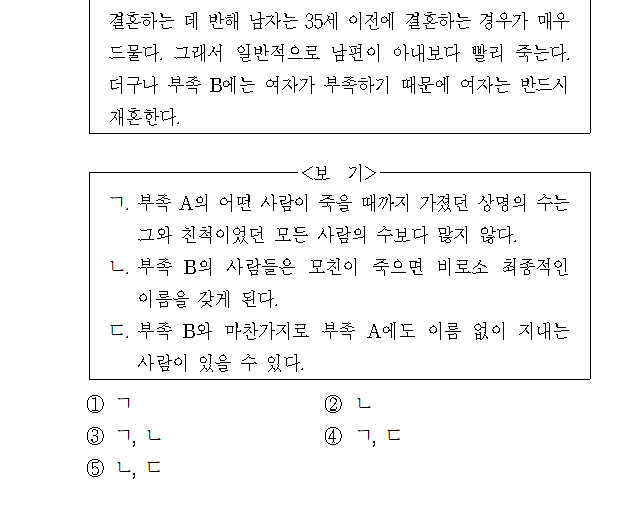 결혼하는 데 반해 남자는 35세 이전에 결혼하는 경우가 매우
드물다. 그래서 일반적으로 남편이 아내보다 빨리 죽는다.
더구나 부족 B에는 여자가 부족하기 때문에 여자는 반드시
재혼한다.
<보 기>
ㄱ. 부족 A의 어떤 사람이 죽을 때까지 가졌던 상명의 수는
그와 친척이었던 모든 사람의 수보다 많지 않다.
ㄴ. 부족 B의 사람들은 모친이 죽으면 비로소 최종적인
이름을 갖게 된다.
ㄷ. 부족 B와 마찬가지로 부족 A에도 이름 없이 지내는
사람이 있을 수 있다.
① ㄱ ② ㄴ
③ ㄱ, ㄴ ④ ㄱ, ㄷ
⑤ ㄴ, ㄷ